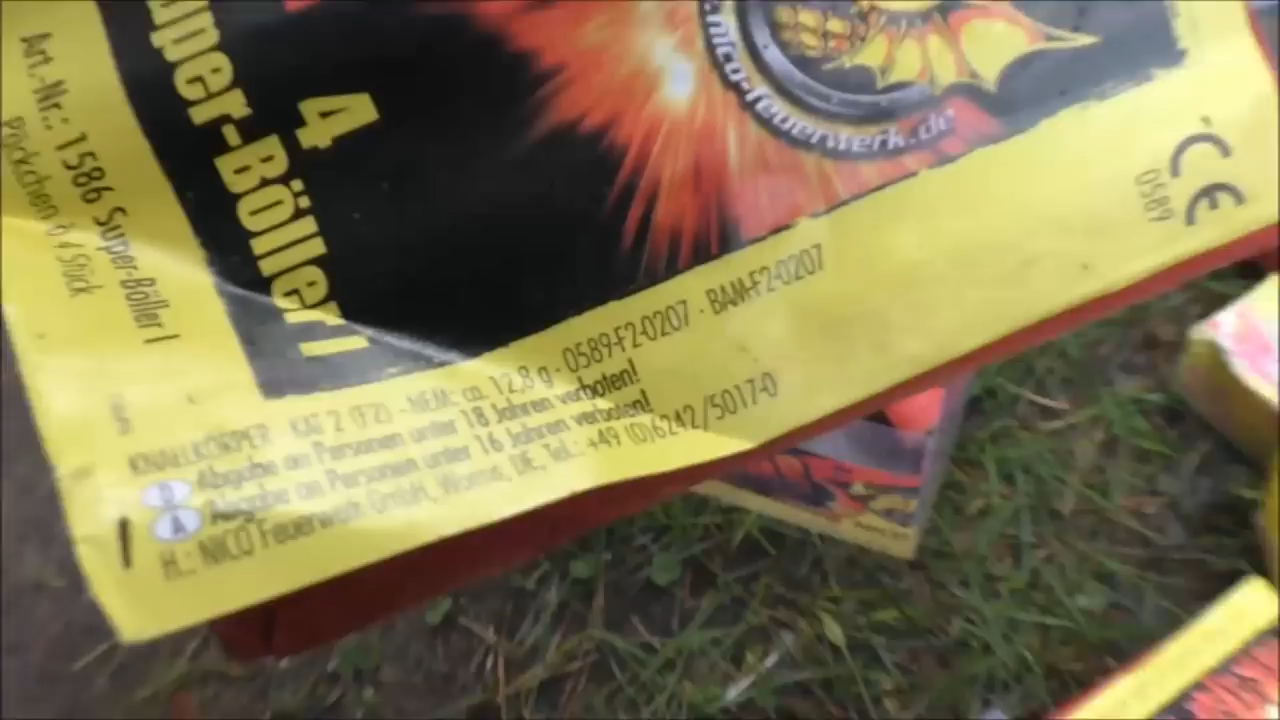 Art.-Nr.: 1586 Super-Böller I
Päckchen à 4 Stück
4
uper-Böller I
.nico-feuerwerk.de
CE
0589
KNALLKÖRPER KAT 2 (F2) - NEM: ca. 12,8 g - 0589-F2-0207 · BAM-F2-0207
D Abgabe an Personen unter 18 Jahren verboten!
A Abgabe an Personen unter 16 Jahren verboten!
H.: NICO Feuerwerk GmbH, Worms, DE, Tel.: +49 (0)6242/5017-0